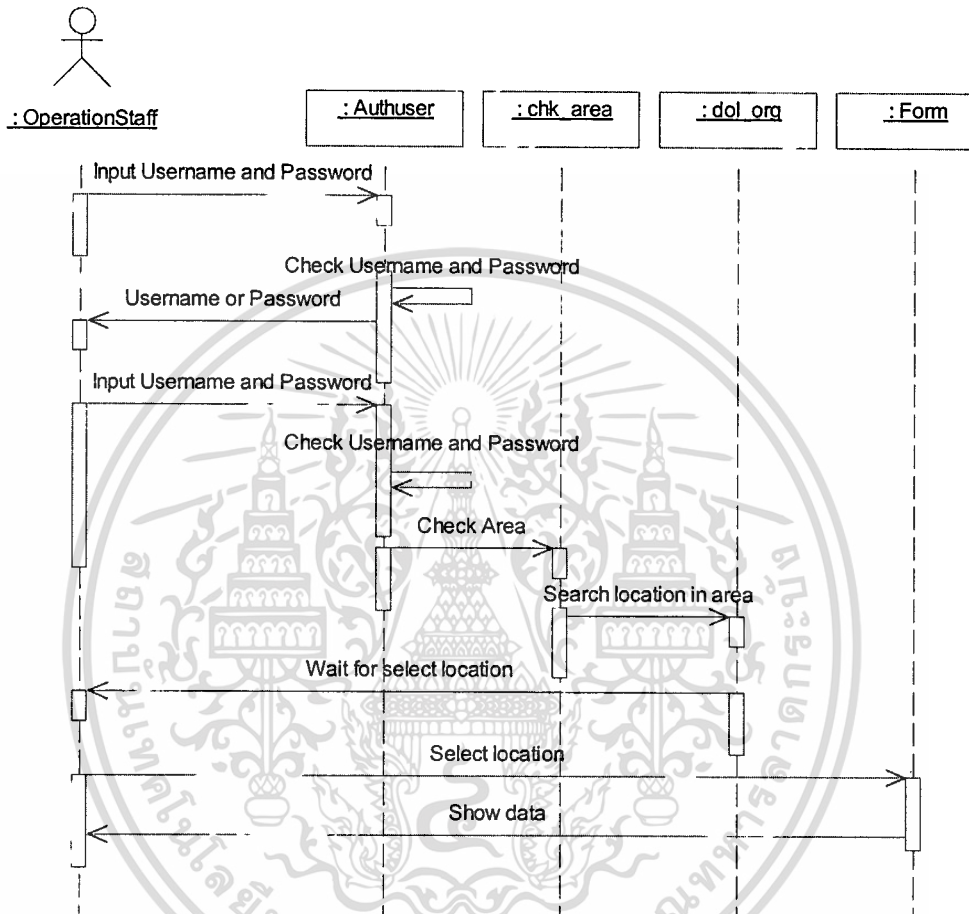 : OperationStaff
: Authuser
: chk_area
: dol_org
: Form
Input Username and Password
Check Username and Password
Username or Password
Input Username and Password
Check Username and Password
Check Area
Search location in area
Wait for select location
Select location
Show data